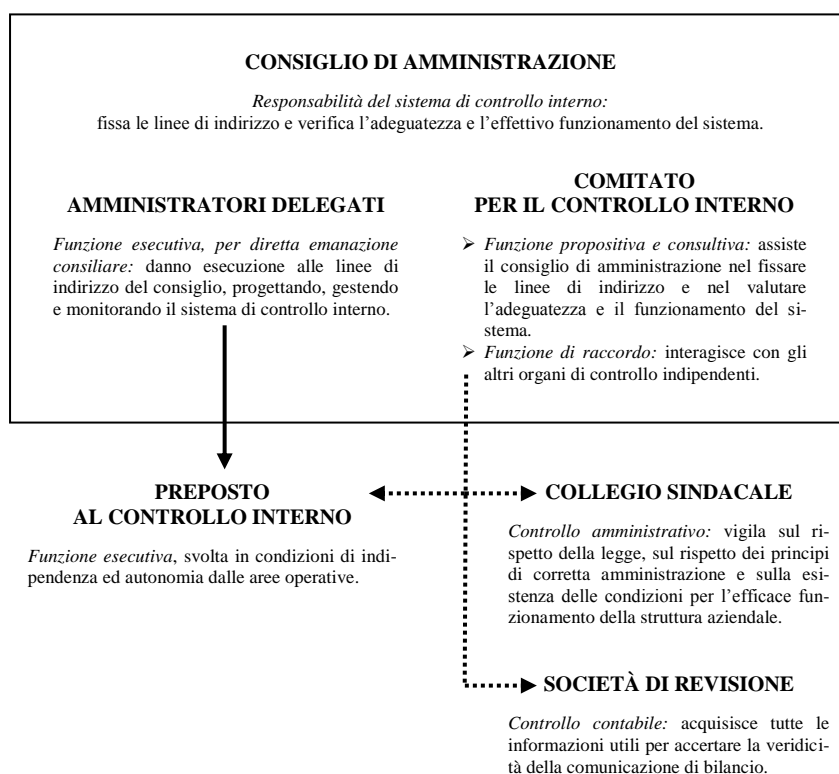 CONSIGLIO DI AMMINISTRAZIONE
Responsabilità del sistema di controllo interno:
fissa le linee di indirizzo e verifica l'adeguatezza e l'effettivo funzionamento del sistema.
AMMINISTRATORI DELEGATI
Funzione esecutiva, per diretta emanazione
consiliare: danno esecuzione alle linee di
indirizzo del consiglio, progettando, gestendo
e monitorando il sistema di controllo interno.
COMITATO
PER IL CONTROLLO INTERNO
➢ Funzione propositiva e consultiva: assiste
il consiglio di amministrazione nel fissare
le linee di indirizzo e nel valutare
l'adeguatezza e il funzionamento del si-
stema.
➢ Funzione di raccordo: interagisce con gli
altri organi di controllo indipendenti.
PREPOSTO
AL CONTROLLO INTERNO
Funzione esecutiva, svolta in condizioni di indi-
pendenza ed autonomia dalle aree operative.
COLLEGIO SINDACALE
Controllo amministrativo: vigila sul ri-
spetto della legge, sul rispetto dei principi
di corretta amministrazione e sulla esi-
stenza delle condizioni per l'efficace fun-
zionamento della struttura aziendale.
SOCIETÀ DI REVISIONE
Controllo contabile: acquisisce tutte le
informazioni utili per accertare la veridici-
tà della comunicazione di bilancio.